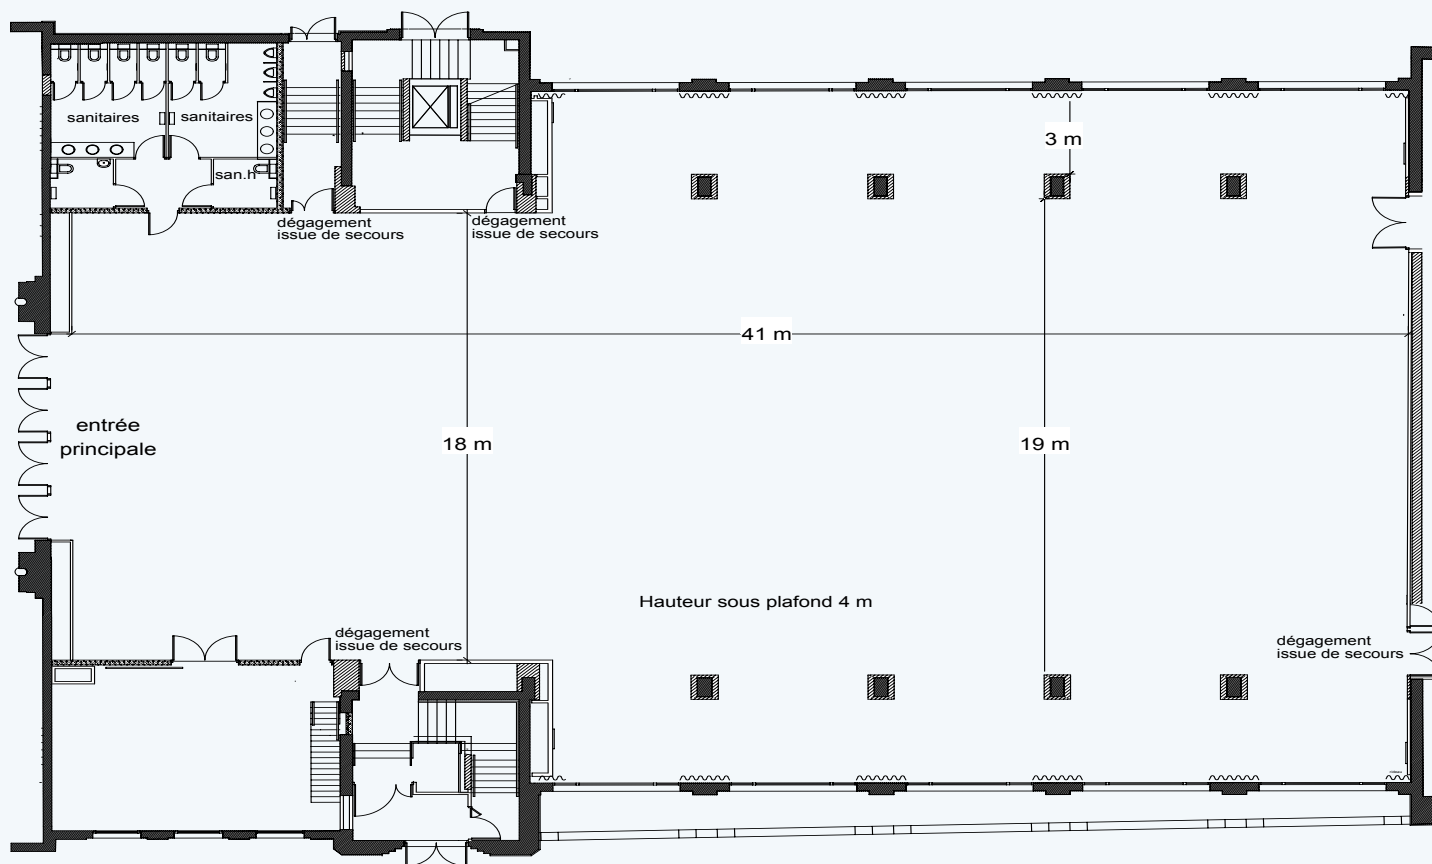 sanitaires
sanitaires
san.h
3 m
dégagement
issue de secours
dégagement
issue de secours
41 m
entrée
principale
18 m
19 m
Hauteur sous plafond 4 m
dégagement
issue de secours
dégagement
issue de secours